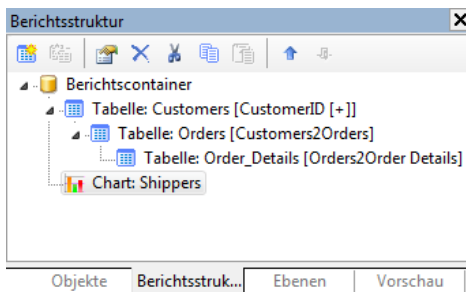 Berichtsstruktur
Berichtscontainer
Tabelle: Customers [CustomerID [+]]
Tabelle: Orders [Customers2Orders]
Tabelle: Order_Details [Orders2Order Details]
Chart: Shippers
Objekte Berichtsstruk... Ebenen Vorschau